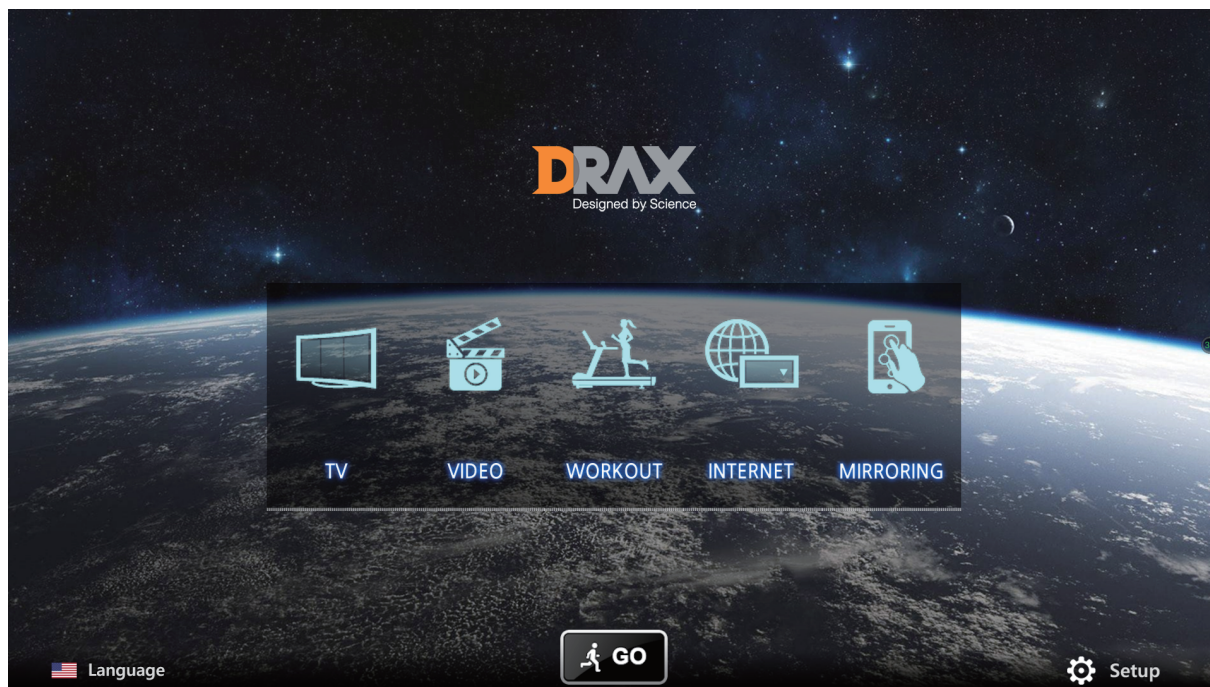 DRAX
Designed by Science
TV VIDEO WORKOUT INTERNET MIRRORING
GO
Language Setup